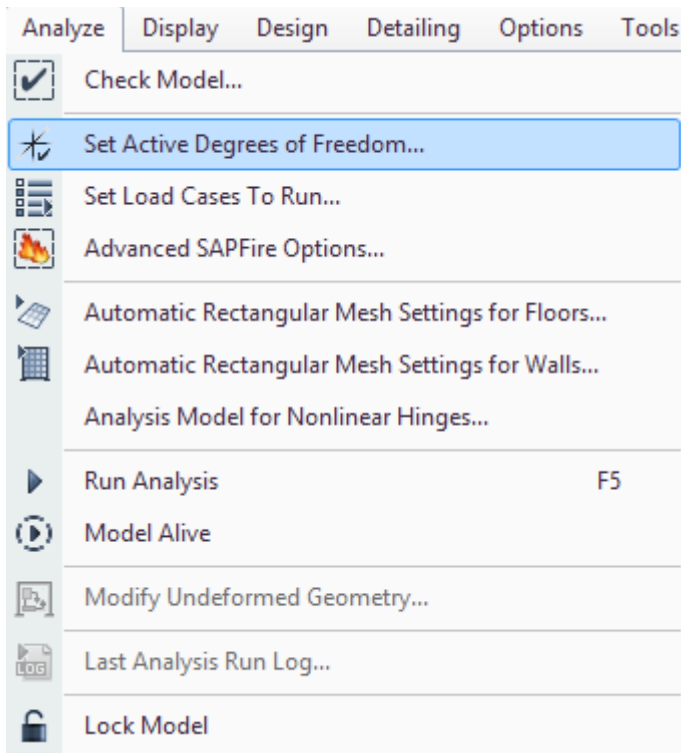 Analyze Display Design Detailing Options Tools
Check Model...
Set Active Degrees of Freedom...
Set Load Cases To Run...
Advanced SAPFire Options...
Automatic Rectangular Mesh Settings for Floors...
Automatic Rectangular Mesh Settings for Walls...
Analysis Model for Nonlinear Hinges...
Run Analysis F5
Model Alive
Modify Undeformed Geometry...
LOG Last Analysis Run Log...
Lock Model